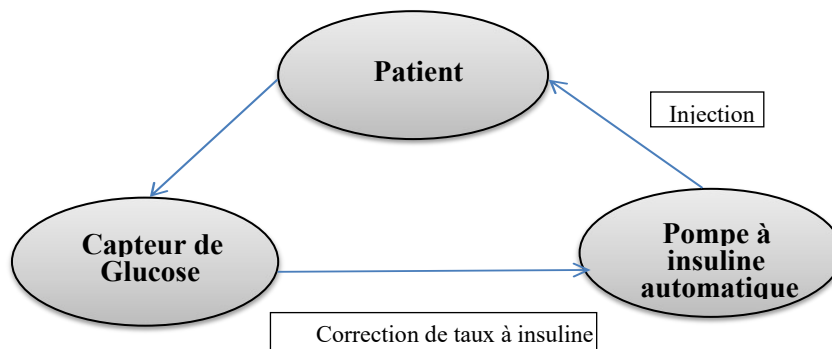 Patient
Injection
Capteur de
Glucose
Pompe à
insuline
automatique
Correction de taux à insuline